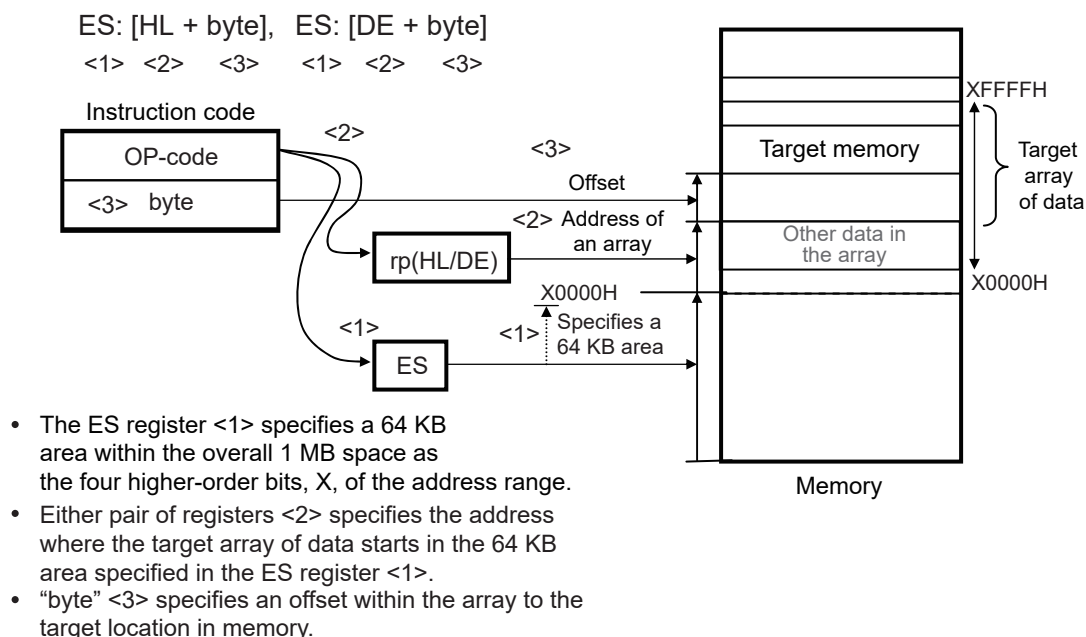 ES: [HL + byte], ES: [DE + byte]
<1> <2> <3> <1> <2> <3>
Instruction code
OP-code
<3> byte
<2>
<3>
Offset
<2> Address of
an array
rp(HL/DE)
X0000H
<1>
<1> Specifies a
64 KB area
ES
XFFFFH
Target memory
Target
array
of data
Other data in
the array
X0000H
Memory
• The ES register <1> specifies a 64 KB
area within the overall 1 MB space as
the four higher-order bits, X, of the address range.
• Either pair of registers <2> specifies the address
where the target array of data starts in the 64 KB
area specified in the ES register <1>.
• “byte” <3> specifies an offset within the array to the
target location in memory.